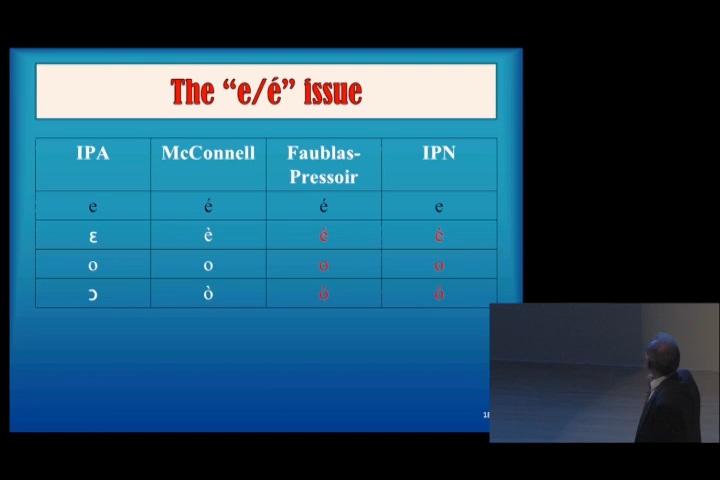 The “e/é” issue
IPA McConnell Faublas-Pressoir IPN
e é é e
ɛ è è è
o o o o
ɔ ò ò ò